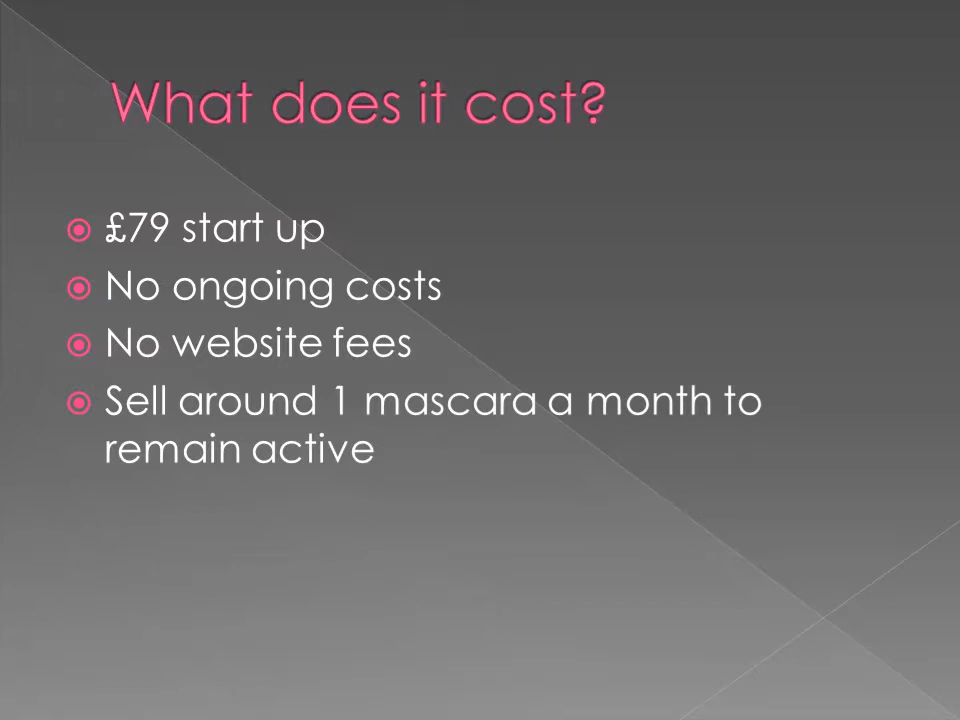 What does it cost?
£79 start up
No ongoing costs
No website fees
Sell around 1 mascara a month to
remain active